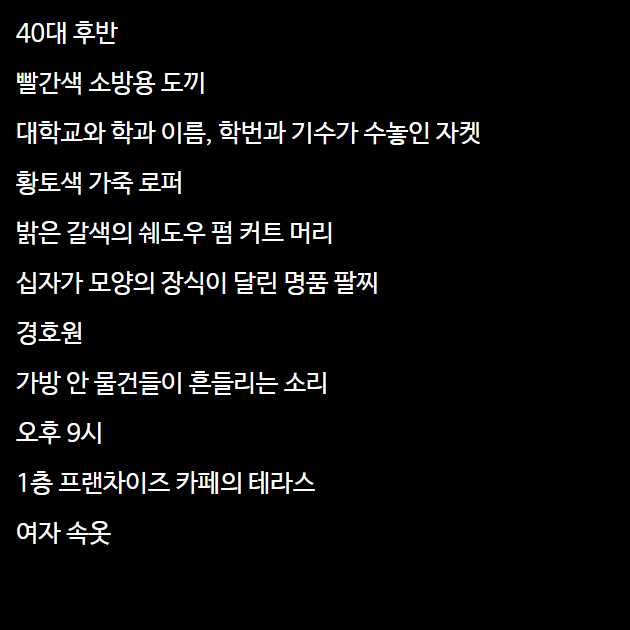 40대 후반
빨간색 소방용 도끼
대학교와 학과 이름, 학번과 기수가 수놓인 자켓
황토색 가죽 로퍼
밝은 갈색의 쉐도우 펌 커트 머리
십자가 모양의 장식이 달린 명품 팔찌
경호원
가방 안 물건들이 흔들리는 소리
오후 9시
1층 프랜차이즈 카페의 테라스
여자 속옷